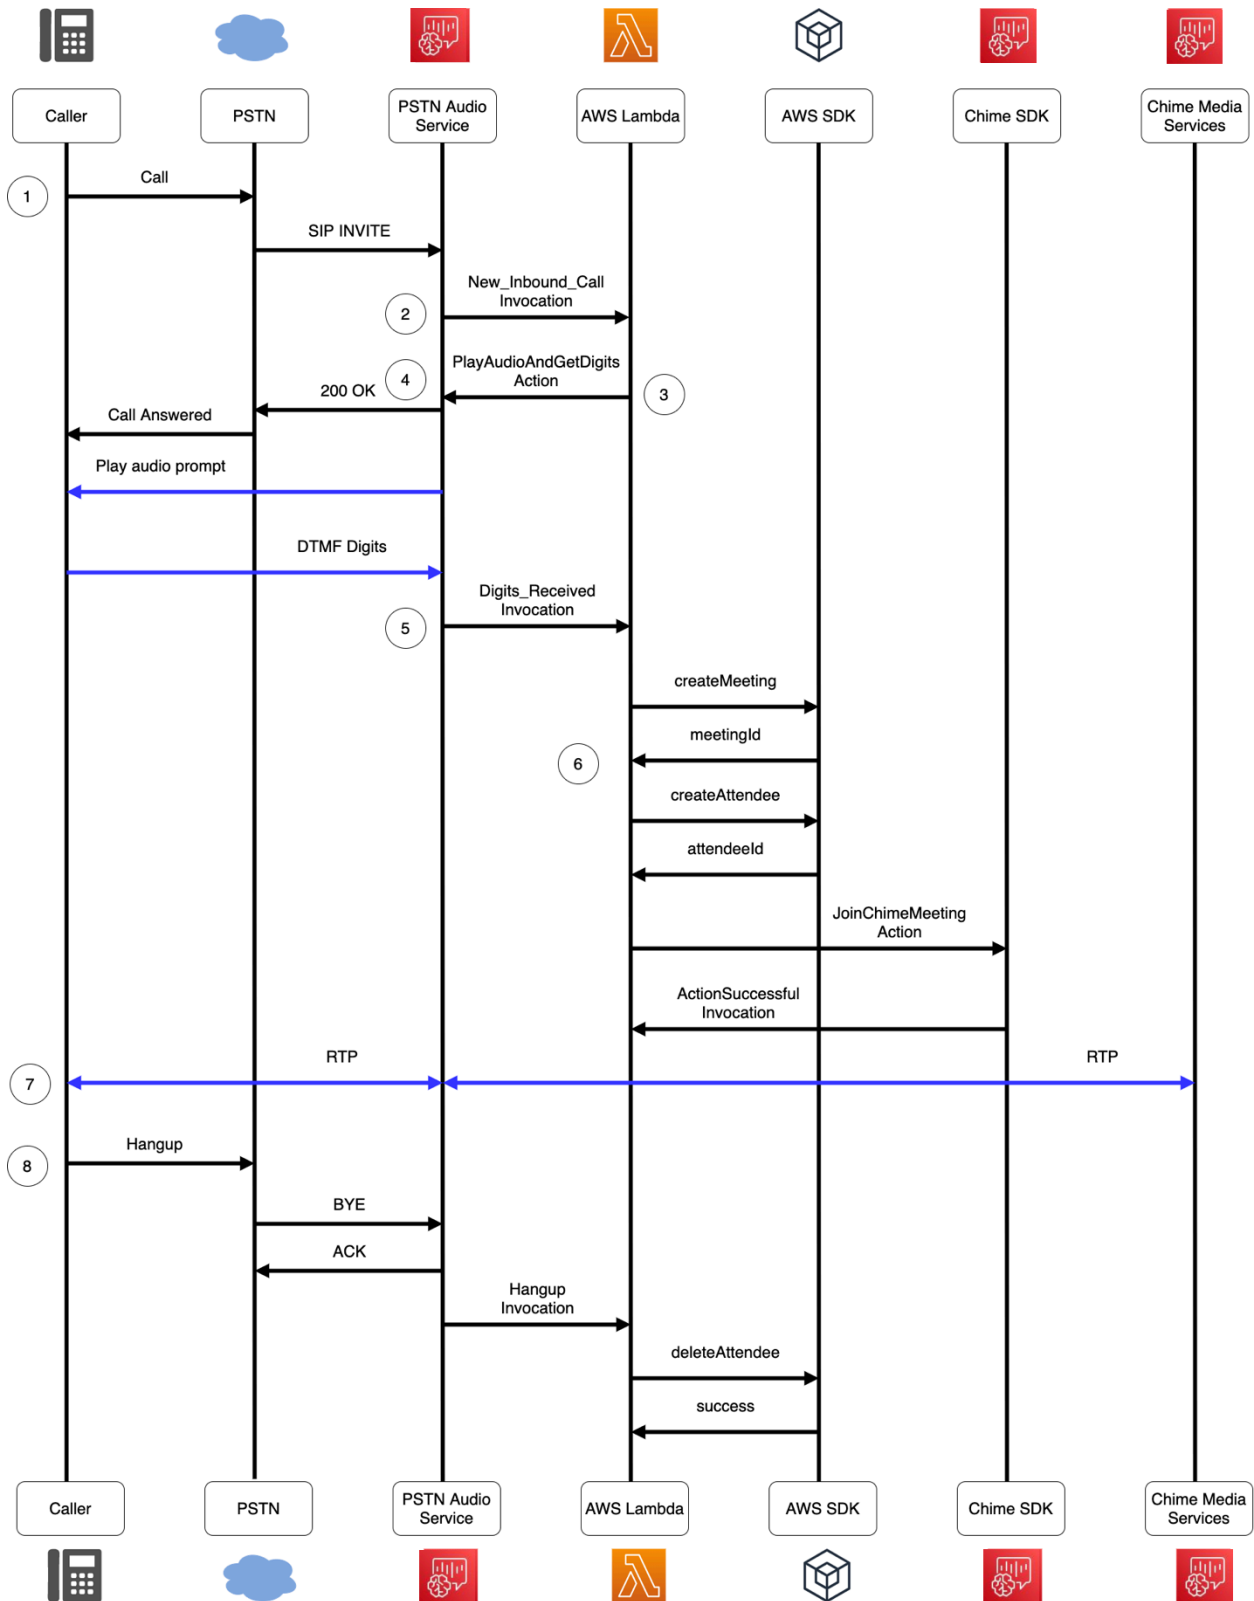 Caller
PSTN
PSTN Audio
Service
AWS Lambda
AWS SDK
Chime SDK
Chime Media
Services
Call
1
SIP INVITE
New_Inbound_Call
Invocation
2
PlayAudioAndGetDigits
Action
4
3
200 OK
Call Answered
Play audio prompt
DTMF Digits
Digits_Received
Invocation
5
createMeeting
meetingId
6
createAttendee
attendeeId
JoinChimeMeeting
Action
ActionSuccessful
Invocation
RTP
RTP
7
Hangup
8
BYE
ACK
Hangup
Invocation
deleteAttendee
success
Caller
PSTN
PSTN Audio
Service
AWS Lambda
AWS SDK
Chime SDK
Chime Media
Services